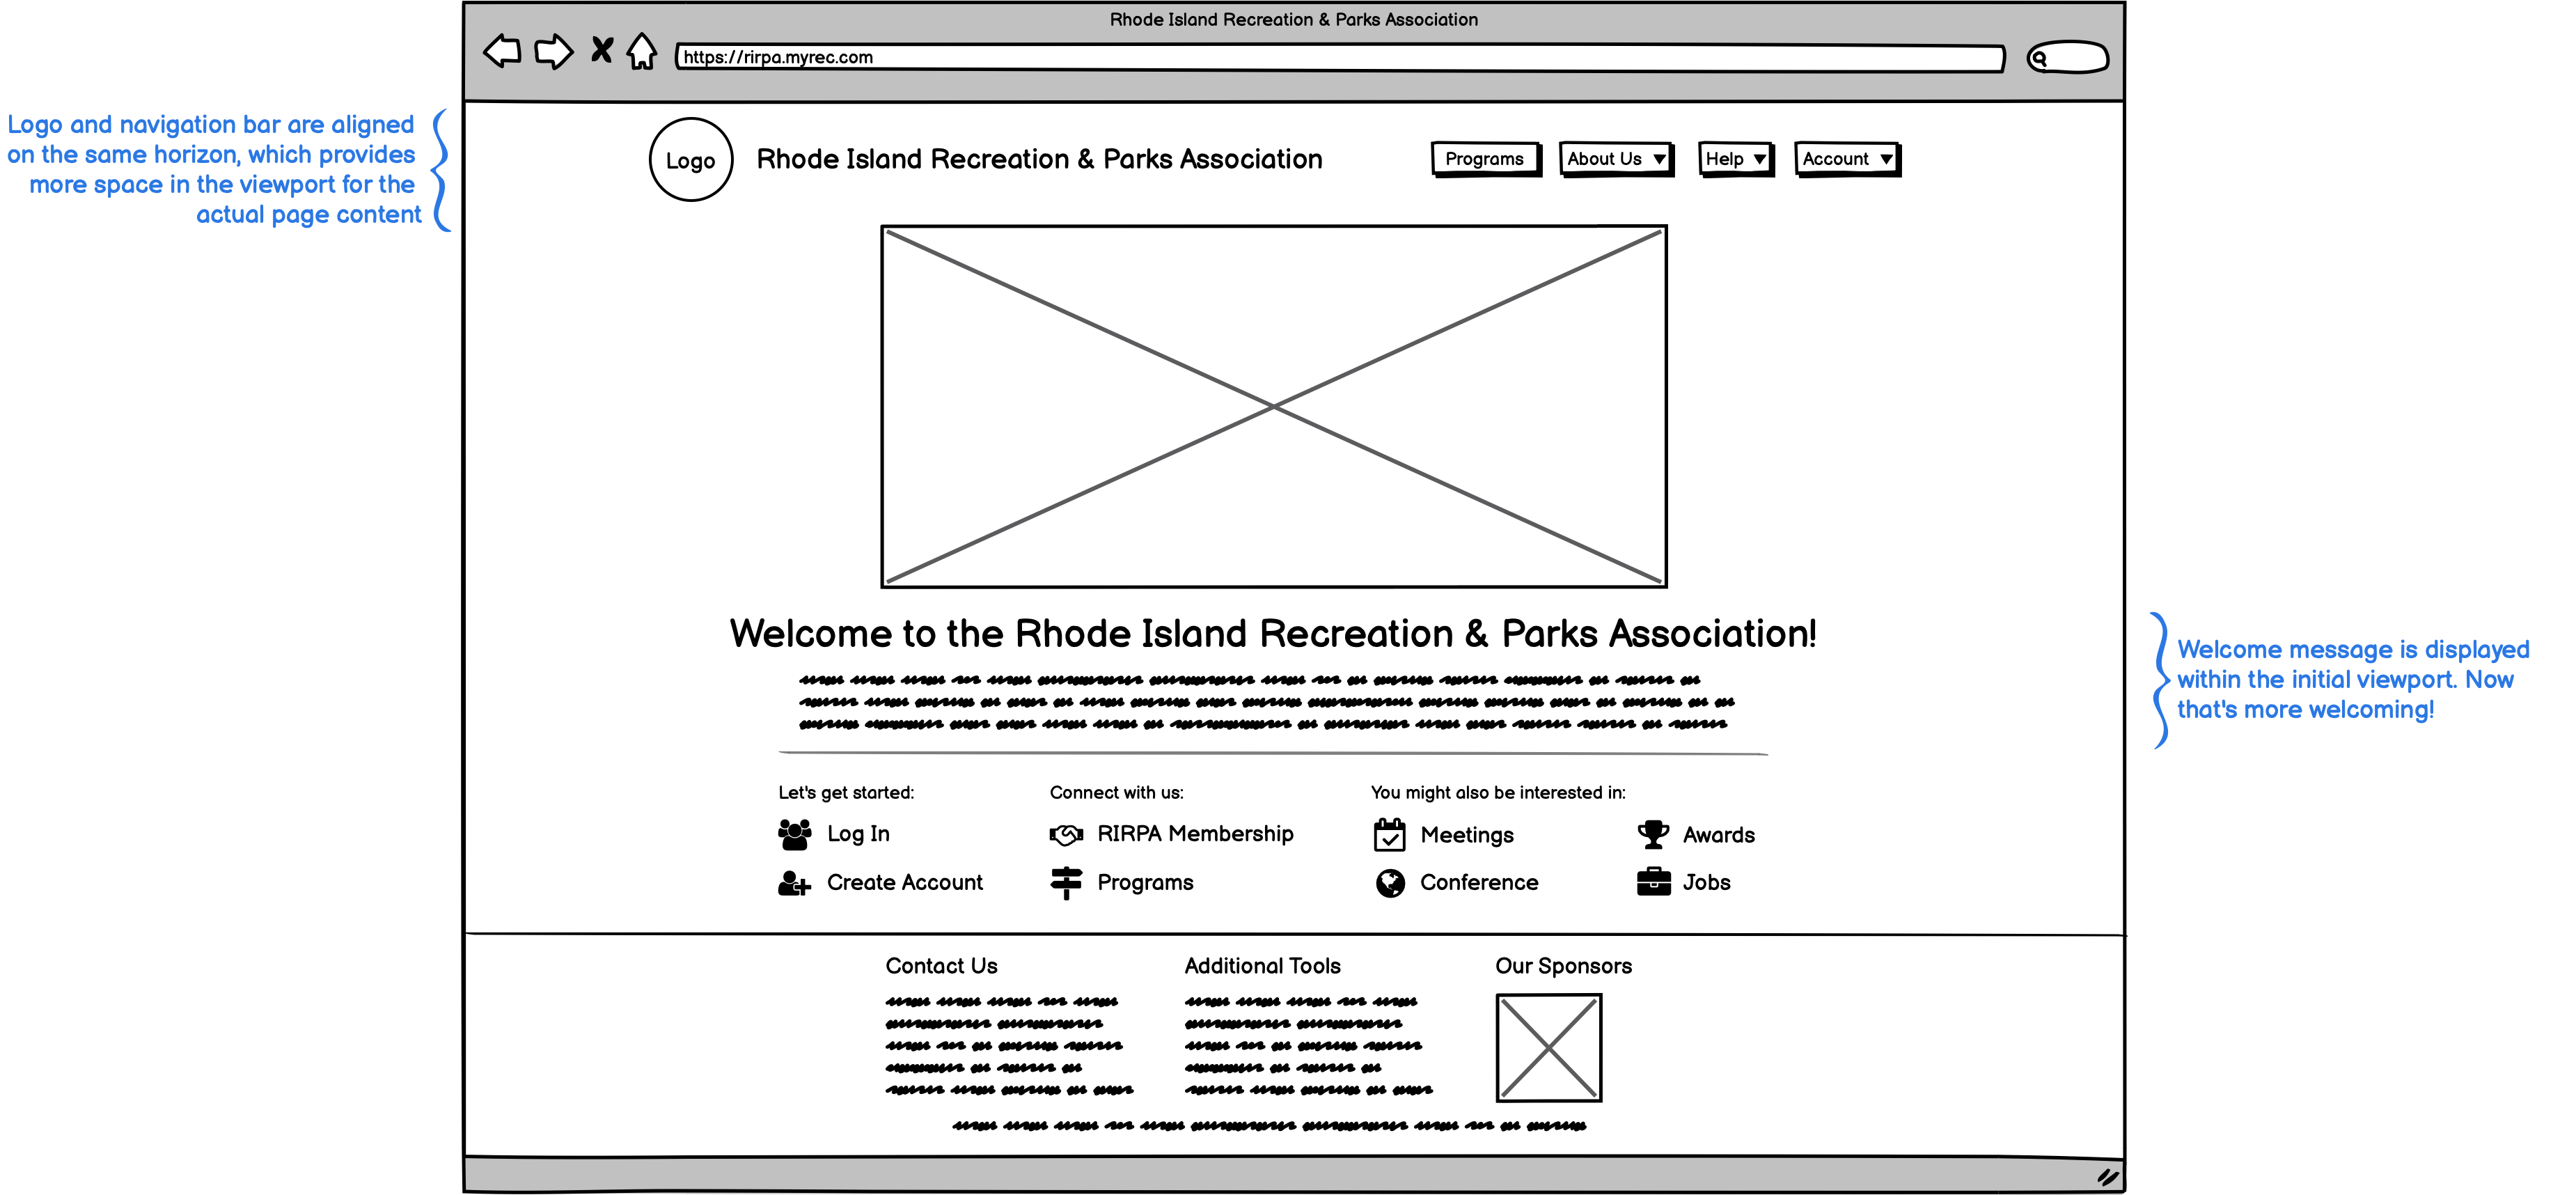 Rhode Island Recreation & Parks Association
https://rirpa.myrec.com
Logo and navigation bar are aligned
on the same horizon, which provides
more space in the viewport for the
actual page content
Logo
Rhode Island Recreation & Parks Association
Programs
About Us ▼
Help ▼
Account ▼
Welcome to the Rhode Island Recreation & Parks Association!
Welcome message is displayed
within the initial viewport. Now
that's more welcoming!
Let's get started:
Log In
Create Account
Connect with us:
RIRPA Membership
Programs
You might also be interested in:
Meetings
Awards
Conference
Jobs
Contact Us
Additional Tools
Our Sponsors